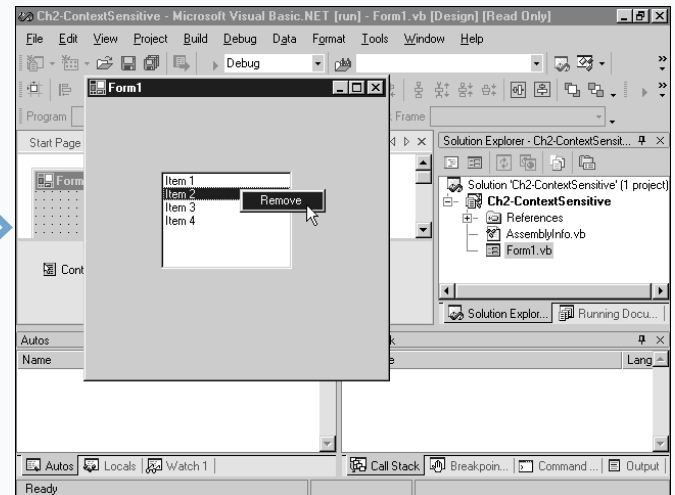 Ch2-ContextSensitive - Microsoft Visual Basic.NET [run] - Form1.vb [Design] [Read Only]
File Edit View Project Build Debug Data Format Tools Window Help
Debug
Form1
Program
Frame
Start Page
Solution Explorer - Ch2-ContextSensit...
Form
Item 1
Item 2
Item 3
Item 4
Remove
Solution 'Ch2-ContextSensitive' (1 project)
Ch2-ContextSensitive
References
AssemblyInfo.vb
Form1.vb
Cont
Solution Explor... Running Docu...
Autos
k
Name
e
Lang
Autos Locals Watch 1
Call Stack Breakpoin... Command ... Output
Ready